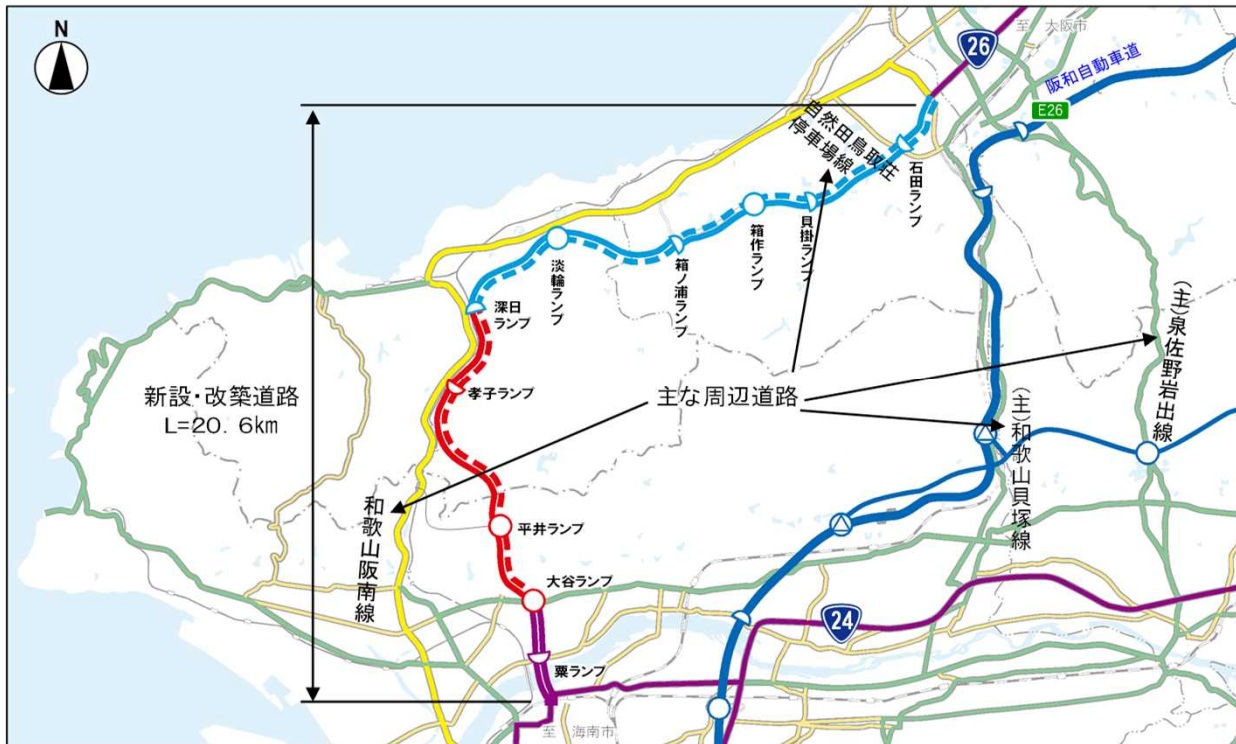 N
至 大阪市
26
阪和自動車道
E26
自然田鳥取荘
停車場線
石田ランプ
貝掛ランプ
箱作ランプ
箱ノ浦ランプ
淡輪ランプ
深日
ランプ
(主)泉佐野岩出線
新設・改築道路
L=20. 6km
孝子ランプ
主な周辺道路
(主)和歌山貝塚線
和歌山阪南線
平井ランプ
大谷ランプ
24
粟ランプ
至 海南市